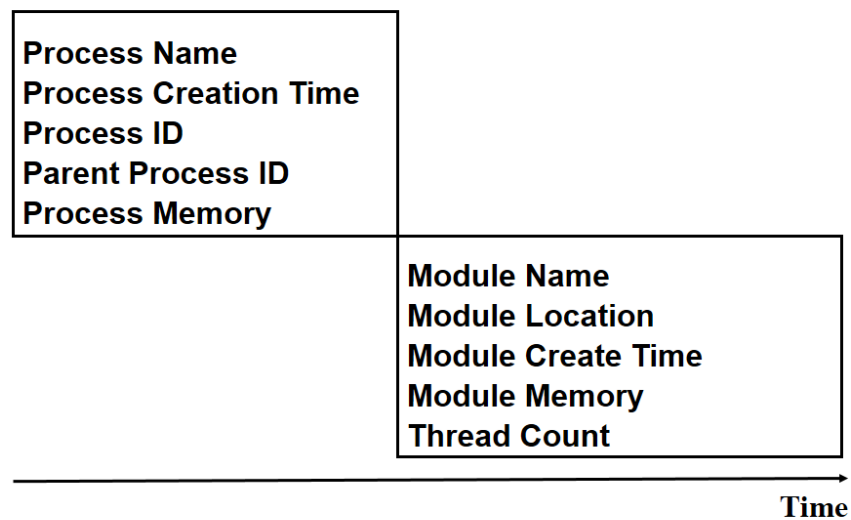 Process Name
Process Creation Time
Process ID
Parent Process ID
Process Memory
Module Name
Module Location
Module Create Time
Module Memory
Thread Count
Time